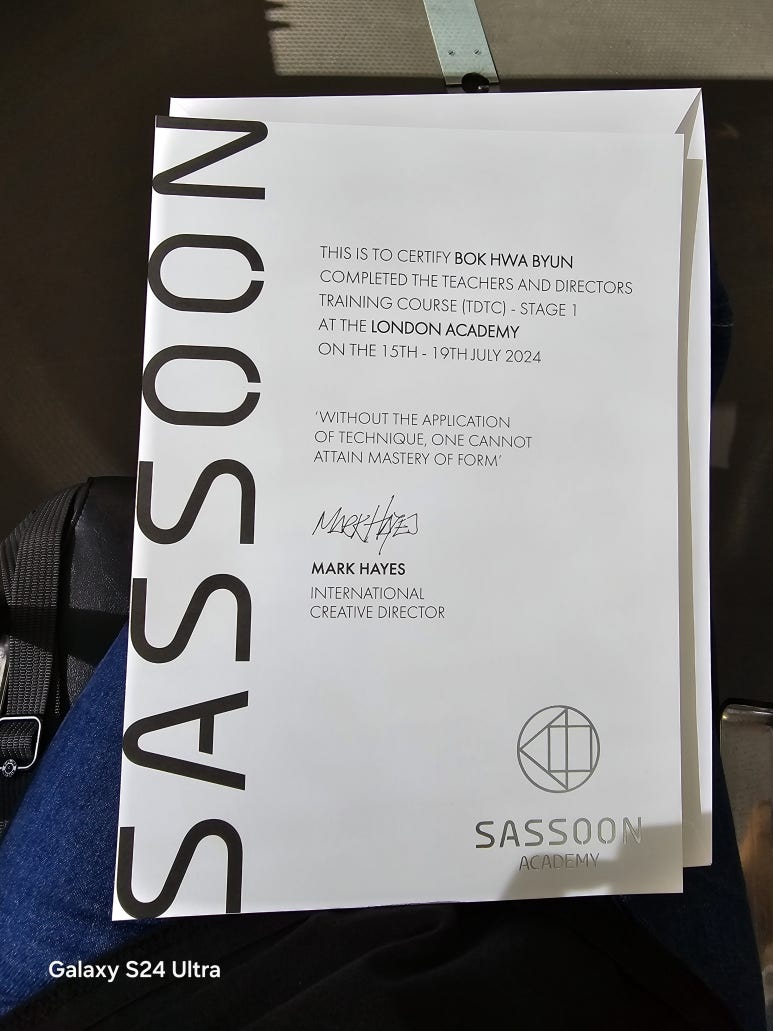 SASSOON
THIS IS TO CERTIFY BOK HWA BYUN
COMPLETED THE TEACHERS AND DIRECTORS
TRAINING COURSE (TDTC) - STAGE 1
AT THE LONDON ACADEMY
ON THE 15TH - 19TH JULY 2024
'WITHOUT THE APPLICATION
OF TECHNIQUE, ONE CANNOT
ATTAIN MASTERY OF FORM'
MARK HAYES
MARK HAYES
INTERNATIONAL
CREATIVE DIRECTOR
SASSOON
ACADEMY
Galaxy S24 Ultra